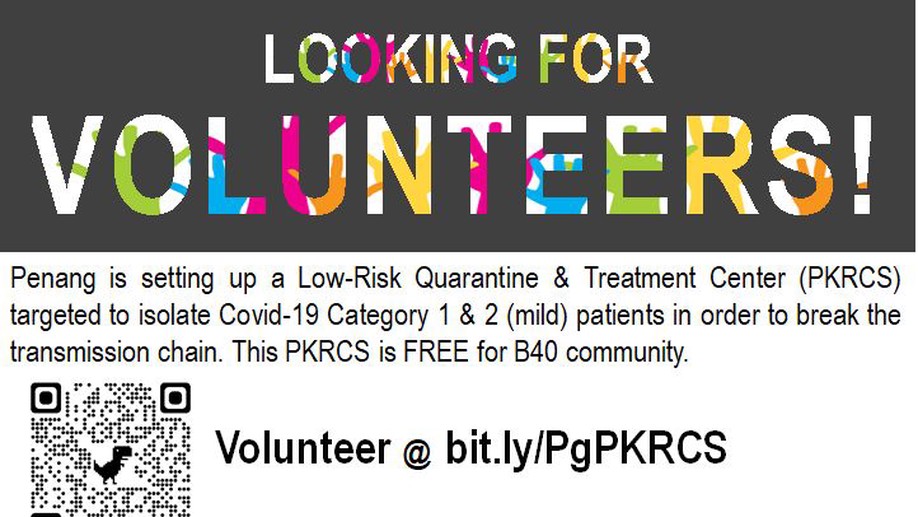 LOOKING FOR
VOLUNTEERS!
Penang is setting up a Low-Risk Quarantine & Treatment Center (PKRCS)
targeted to isolate Covid-19 Category 1 & 2 (mild) patients in order to break the
transmission chain. This PKRCS is FREE for B40 community.
Volunteer @ bit.ly/PgPKRCS